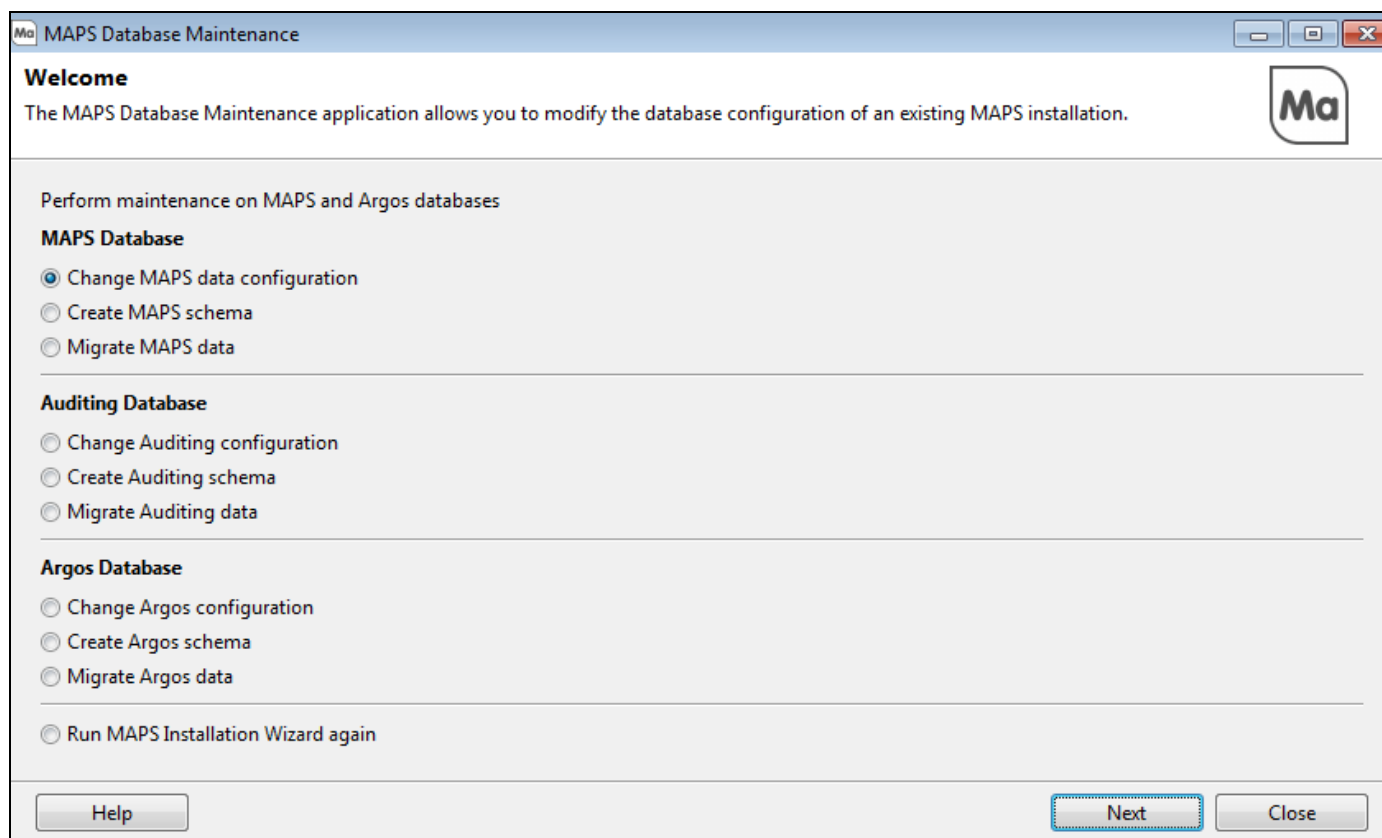 Ma MAPS Database Maintenance
Welcome
The MAPS Database Maintenance application allows you to modify the database configuration of an existing MAPS installation.
Ma
Perform maintenance on MAPS and Argos databases
MAPS Database
Change MAPS data configuration
Create MAPS schema
Migrate MAPS data
Auditing Database
Change Auditing configuration
Create Auditing schema
Migrate Auditing data
Argos Database
Change Argos configuration
Create Argos schema
Migrate Argos data
Run MAPS Installation Wizard again
Help Next Close